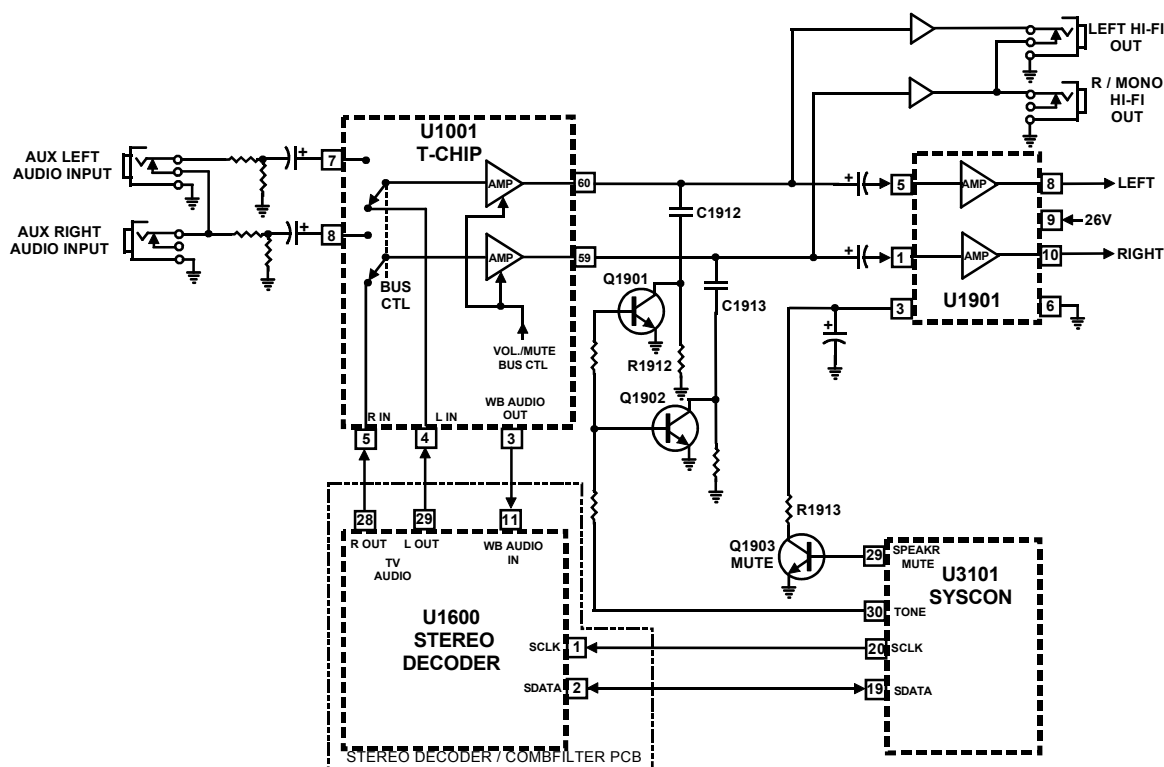 LEFT HI-FI
OUT
R / MONO
HI-FI
OUT
U1001
T-CHIP
AUX LEFT
AUDIO INPUT
+
7
AMP
60
+
5
AMP
8
LEFT
C1912
9
26V
AUX RIGHT
AUDIO INPUT
+
8
AMP
59
+
1
AMP
10
RIGHT
BUS
CTL
Q1901
C1913
U1901
3
6
VOL./MUTE
BUS CTL
R1912
+
Q1902
R IN
L IN
WB AUDIO
OUT
5
4
3
28
29
11
R OUT
L OUT
WB AUDIO
IN
TV
AUDIO
R1913
Q1903
MUTE
29
SPEAKR
MUTE
U3101
SYSCON
30
TONE
U1600
STEREO
DECODER
SCLK
1
20
SCLK
SDATA
2
19
SDATA
STEREO DECODER / COMBFILTER PCB